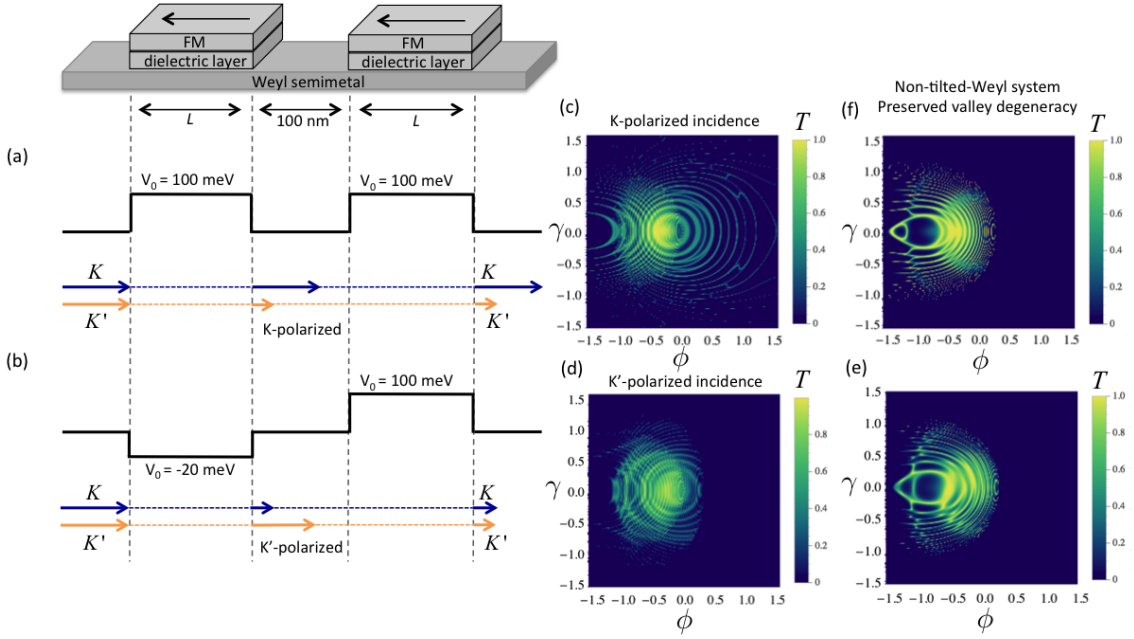 FM
FM
dielectric layer
dielectric layer
Weyl semimetal
L
100 nm
L
(a)
V0 = 100 meV
V0 = 100 meV
K
K
K'
K'
K-polarized
(b)
V0 = 100 meV
V0 = -20 meV
K
K
K'
K'
K'-polarized
(c)
K-polarized incidence
T
γ
1.5
1.0
0.5
0.0
-0.5
-1.0
-1.5
-1.5 -1.0 -0.5 0.0 0.5 1.0 1.5
ϕ
1.0
0.8
0.6
0.4
0.2
0
Non-tilted-Weyl system
Preserved valley degeneracy
(f)
T
γ
1.5
1.0
0.5
0.0
-0.5
-1.0
-1.5
-1.5 -1.0 -0.5 0.0 0.5 1.0 1.5
ϕ
1.0
0.8
0.6
0.4
0.2
0
(d)
K'-polarized incidence
T
γ
1.5
1.0
0.5
0.0
-0.5
-1.0
-1.5
-1.5 -1.0 -0.5 0.0 0.5 1.0 1.5
ϕ
0.8
0.6
0.4
0.2
0
(e)
T
γ
1.5
1.0
0.5
0.0
-0.5
-1.0
-1.5
-1.5 -1.0 -0.5 0.0 0.5 1.0 1.5
ϕ
1.0
0.8
0.6
0.4
0.2
0